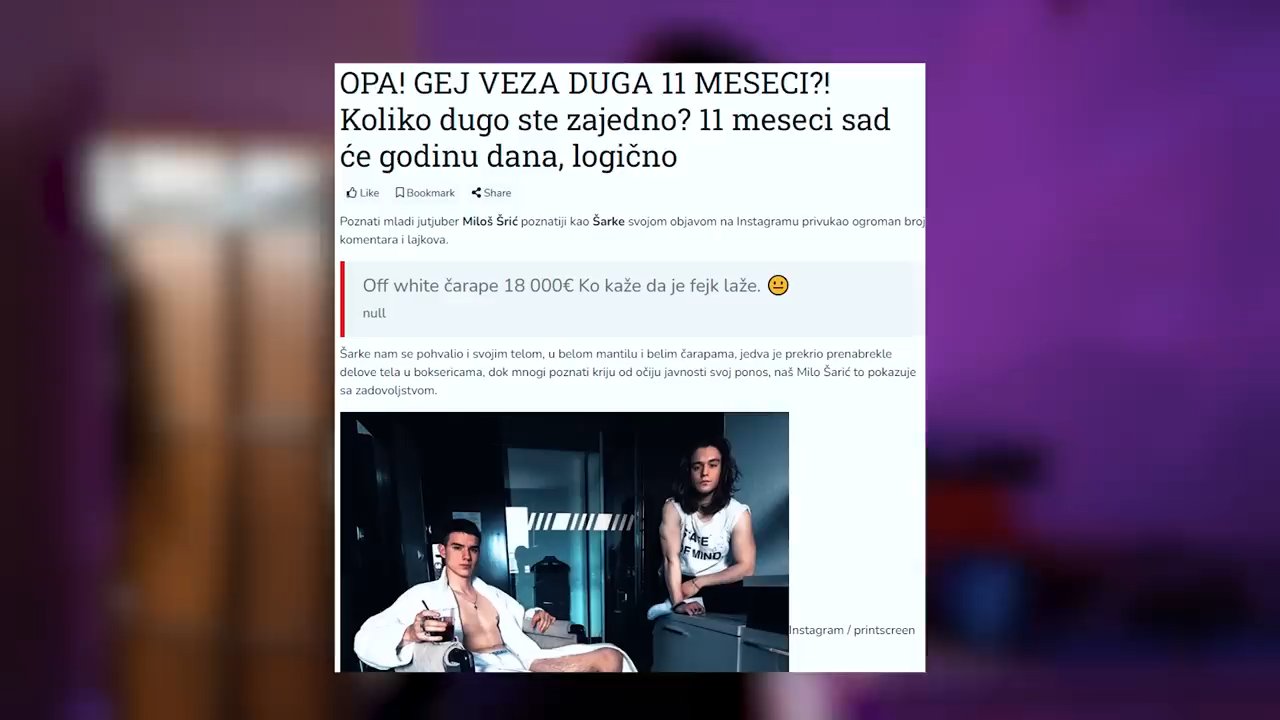 OPA! GEJ VEZA DUGA 11 MESECI?!
Koliko dugo ste zajedno? 11 meseci sad
će godinu dana, logično
Like Bookmark Share
Poznati mladi jutjuber Miloš Šrić poznatiji kao Šarke svojom objavom na Instagramu privukao ogroman broj
komentara i lajkova.
Off white čarape 18 000€ Ko kaže da je fejk laže. 😐
null
Šarke nam se pohvalio i svojim telom, u belom mantilu i belim čarapama, jedva je prekrio prenabrekle
delove tela u boksericama, dok mnogi poznati kriju od očiju javnosti svoj ponos, naš Milo Šarić to pokazuje
sa zadovoljstvom.
OF MIND
Instagram / printscreen